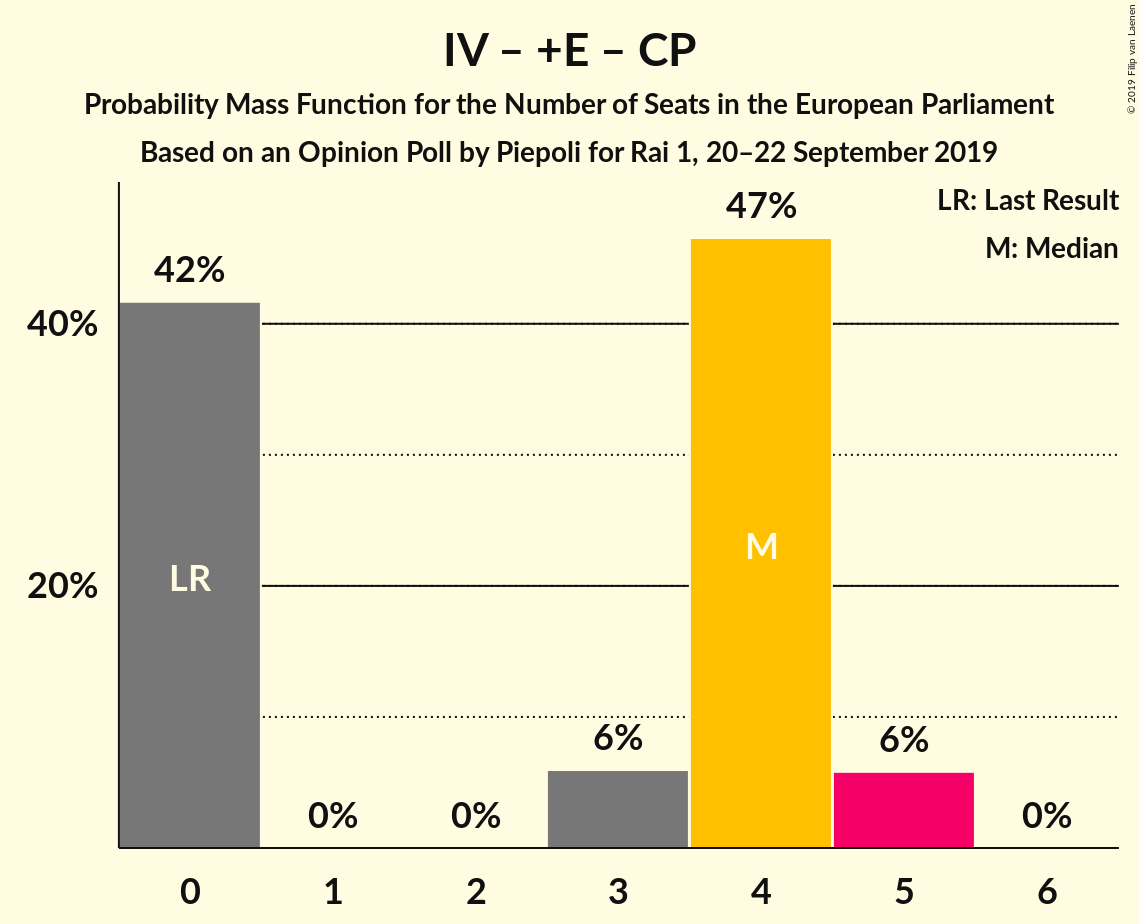 IV – +E – CP
Probability Mass Function for the Number of Seats in the European Parliament
Based on an Opinion Poll by Piepoli for Rai 1, 20–22 September 2019
© 2019 Filip van Laenen
LR: Last Result
M: Median
47%
42%
40%
LR
M
20%
6%
6%
0%
0%
0%
0
1
2
3
4
5
6